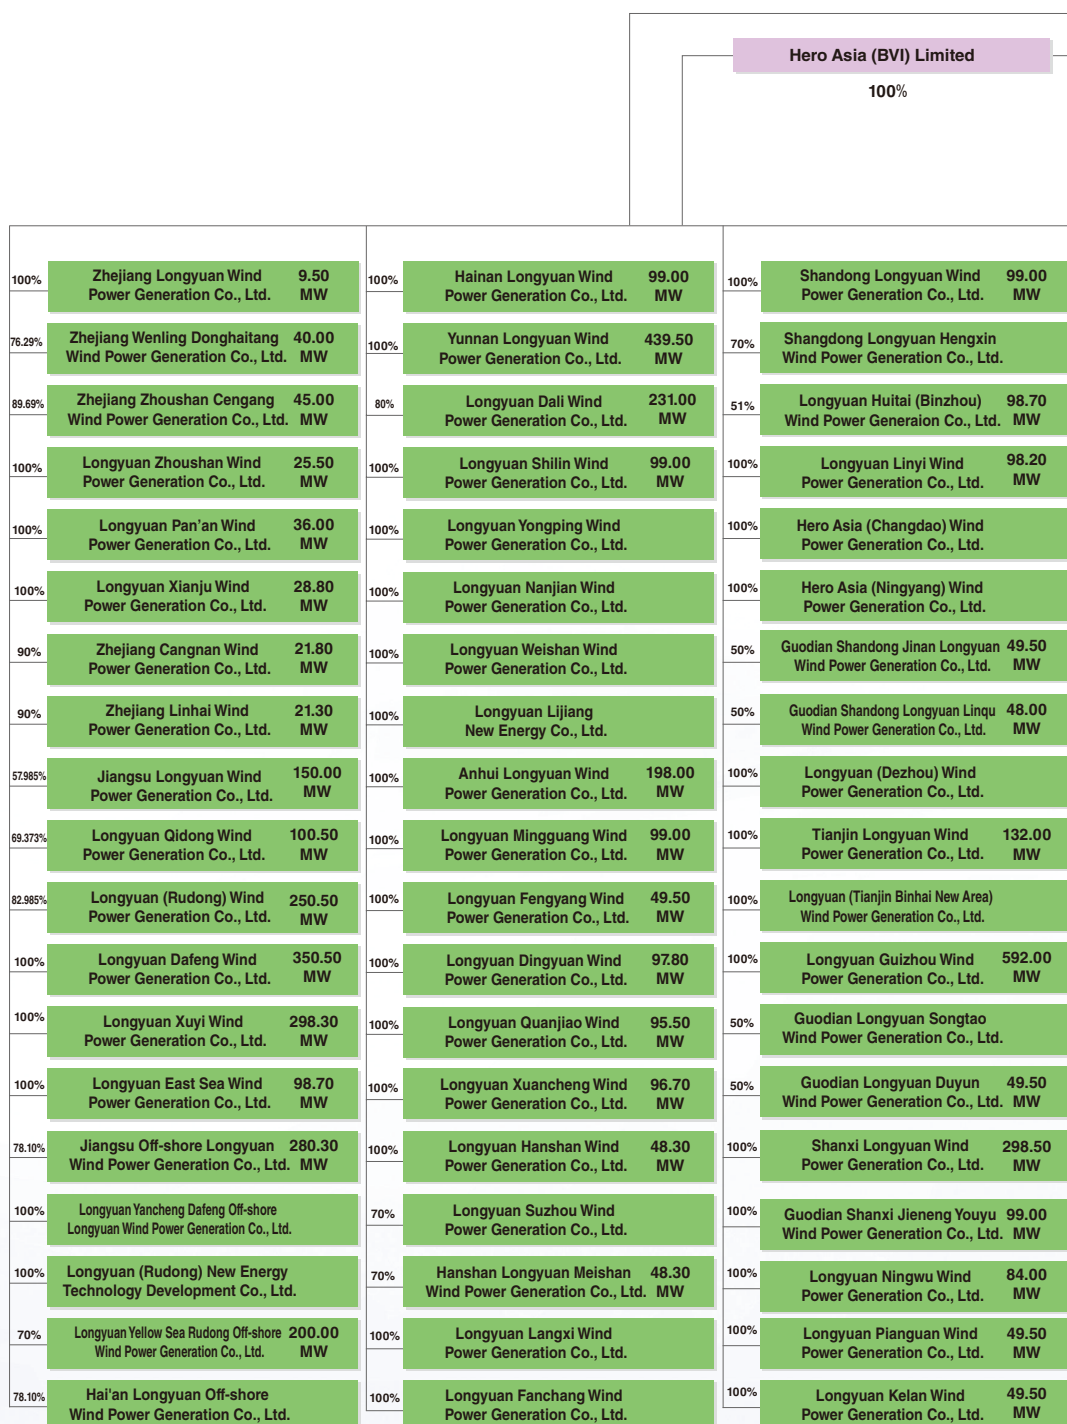 Hero Asia (BVI) Limited
100%
100%
Zhejiang Longyuan Wind 9.50
Power Generation Co., Ltd. MW
76.29%
Zhejiang Wenling Donghaitang 40.00
Wind Power Generation Co., Ltd. MW
89.69%
Zhejiang Zhoushan Cengang 45.00
Wind Power Generation Co., Ltd. MW
100%
Longyuan Zhoushan Wind 25.50
Power Generation Co., Ltd. MW
100%
Longyuan Pan'an Wind 36.00
Power Generation Co., Ltd. MW
100%
Longyuan Xianju Wind 28.80
Power Generation Co., Ltd. MW
90%
Zhejiang Cangnan Wind 21.80
Power Generation Co., Ltd. MW
90%
Zhejiang Linhai Wind 21.30
Power Generation Co., Ltd. MW
57.985%
Jiangsu Longyuan Wind 150.00
Power Generation Co., Ltd. MW
69.373%
Longyuan Qidong Wind 100.50
Power Generation Co., Ltd. MW
82.985%
Longyuan (Rudong) Wind 250.50
Power Generation Co., Ltd. MW
100%
Longyuan Dafeng Wind 350.50
Power Generation Co., Ltd. MW
100%
Longyuan Xuyi Wind 298.30
Power Generation Co., Ltd. MW
100%
Longyuan East Sea Wind 98.70
Power Generation Co., Ltd. MW
78.10%
Jiangsu Off-shore Longyuan 280.30
Wind Power Generation Co., Ltd. MW
100%
Longyuan Yancheng Dafeng Off-shore
Longyuan Wind Power Generation Co., Ltd.
100%
Longyuan (Rudong) New Energy
Technology Development Co., Ltd.
70%
Longyuan Yellow Sea Rudong Off-shore 200.00
Wind Power Generation Co., Ltd. MW
78.10%
Hai'an Longyuan Off-shore
Wind Power Generation Co., Ltd.
100%
Hainan Longyuan Wind 99.00
Power Generation Co., Ltd. MW
100%
Yunnan Longyuan Wind 439.50
Power Generation Co., Ltd. MW
80%
Longyuan Dali Wind 231.00
Power Generation Co., Ltd. MW
100%
Longyuan Shilin Wind 99.00
Power Generation Co., Ltd. MW
100%
Longyuan Yongping Wind
Power Generation Co., Ltd.
100%
Longyuan Nanjian Wind
Power Generation Co., Ltd.
100%
Longyuan Weishan Wind
Power Generation Co., Ltd.
100%
Longyuan Lijiang
New Energy Co., Ltd.
100%
Anhui Longyuan Wind 198.00
Power Generation Co., Ltd. MW
100%
Longyuan Mingguang Wind 99.00
Power Generation Co., Ltd. MW
100%
Longyuan Fengyang Wind 49.50
Power Generation Co., Ltd. MW
100%
Longyuan Dingyuan Wind 97.80
Power Generation Co., Ltd. MW
100%
Longyuan Quanjiao Wind 95.50
Power Generation Co., Ltd. MW
100%
Longyuan Xuancheng Wind 96.70
Power Generation Co., Ltd. MW
100%
Longyuan Hanshan Wind 48.30
Power Generation Co., Ltd. MW
70%
Longyuan Suzhou Wind
Power Generation Co., Ltd.
70%
Hanshan Longyuan Meishan 48.30
Wind Power Generation Co., Ltd. MW
100%
Longyuan Langxi Wind
Power Generation Co., Ltd.
100%
Longyuan Fanchang Wind
Power Generation Co., Ltd.
100%
Shandong Longyuan Wind 99.00
Power Generation Co., Ltd. MW
70%
Shangdong Longyuan Hengxin
Wind Power Generation Co., Ltd.
51%
Longyuan Huitai (Binzhou) 98.70
Wind Power Generaion Co., Ltd. MW
100%
Longyuan Linyi Wind 98.20
Power Generation Co., Ltd. MW
100%
Hero Asia (Changdao) Wind
Power Generation Co., Ltd.
100%
Hero Asia (Ningyang) Wind
Power Generation Co., Ltd.
50%
Guodian Shandong Jinan Longyuan 49.50
Wind Power Generation Co., Ltd. MW
50%
Guodian Shandong Longyuan Linqu 48.00
Wind Power Generation Co., Ltd. MW
100%
Longyuan (Dezhou) Wind
Power Generation Co., Ltd.
100%
Tianjin Longyuan Wind 132.00
Power Generation Co., Ltd. MW
100%
Longyuan (Tianjin Binhai New Area)
Wind Power Generation Co., Ltd.
100%
Longyuan Guizhou Wind 592.00
Power Generation Co., Ltd. MW
50%
Guodian Longyuan Songtao
Wind Power Generation Co., Ltd.
50%
Guodian Longyuan Duyun 49.50
Wind Power Generation Co., Ltd. MW
100%
Shanxi Longyuan Wind 298.50
Power Generation Co., Ltd. MW
100%
Guodian Shanxi Jieneng Youyu 99.00
Wind Power Generation Co., Ltd. MW
100%
Longyuan Ningwu Wind 84.00
Power Generation Co., Ltd. MW
100%
Longyuan Pianguan Wind 49.50
Power Generation Co., Ltd. MW
100%
Longyuan Kelan Wind 49.50
Power Generation Co., Ltd. MW